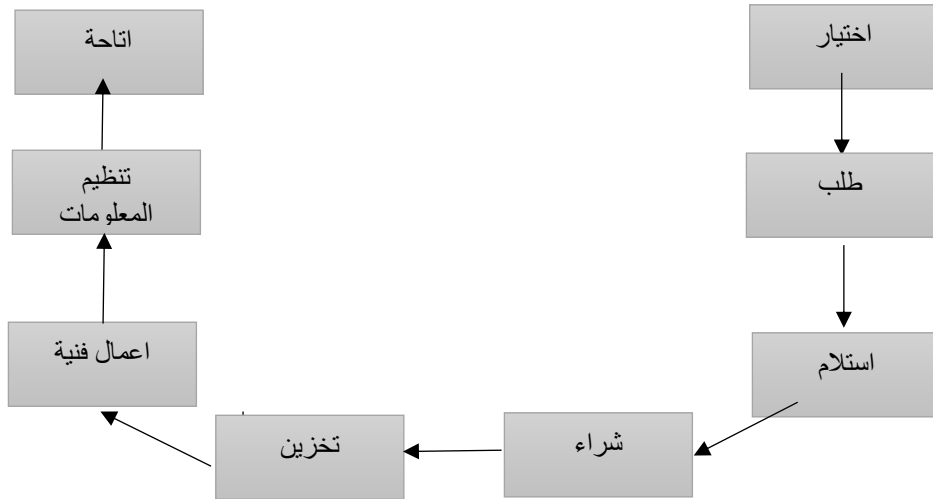 اختيار
طلب
استلام
شراء
تخزين
اعمال فنية
تنظيم
المعلومات
اتاحة